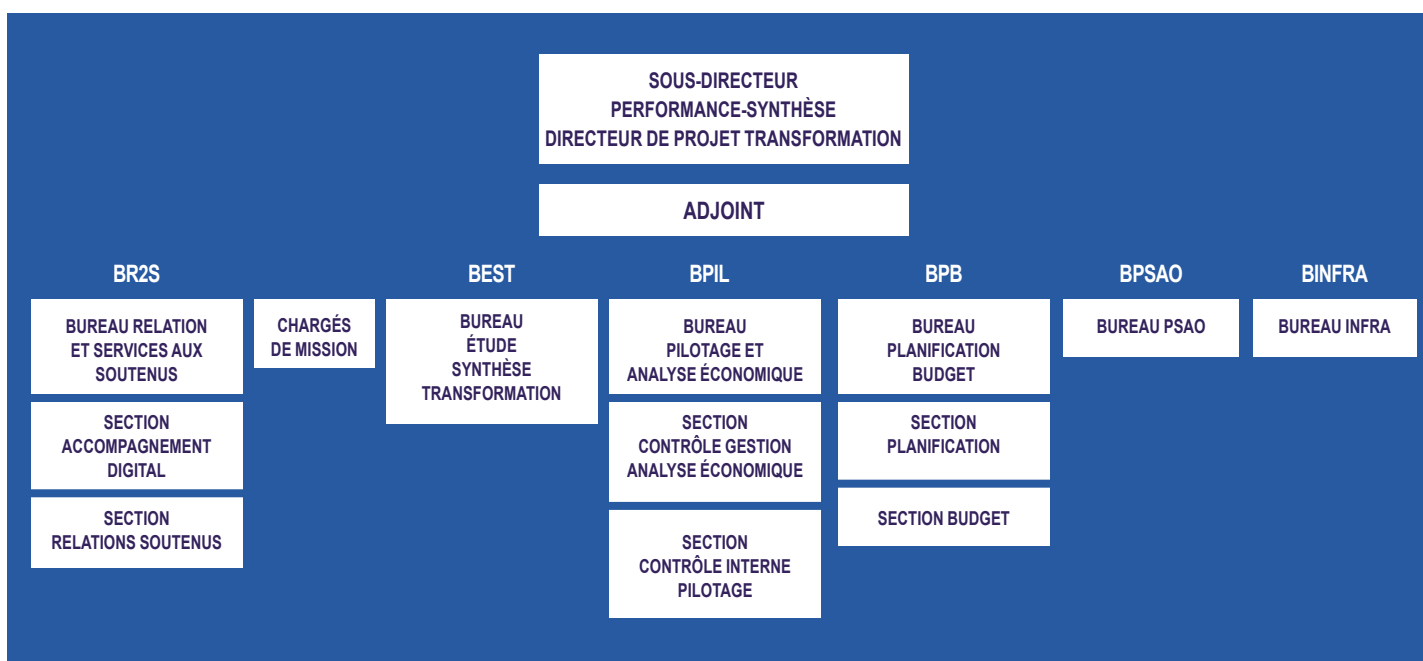 SOUS-DIRECTEUR
PERFORMANCE-SYNTHÈSE
DIRECTEUR DE PROJET TRANSFORMATION
ADJOINT
BR2S
BUREAU RELATION
ET SERVICES AUX
SOUTENUS
SECTION
ACCOMPAGNEMENT
DIGITAL
SECTION
RELATIONS SOUTENUS
CHARGÉS
DE MISSION
BEST
BUREAU
ÉTUDE
SYNTHÈSE
TRANSFORMATION
BPIL
BUREAU
PILOTAGE ET
ANALYSE ÉCONOMIQUE
SECTION
CONTRÔLE GESTION
ANALYSE ÉCONOMIQUE
SECTION
CONTRÔLE INTERNE
PILOTAGE
BPB
BUREAU
PLANIFICATION
BUDGET
SECTION
PLANIFICATION
SECTION BUDGET
BPSAO
BUREAU PSAO
BINFRA
BUREAU INFRA